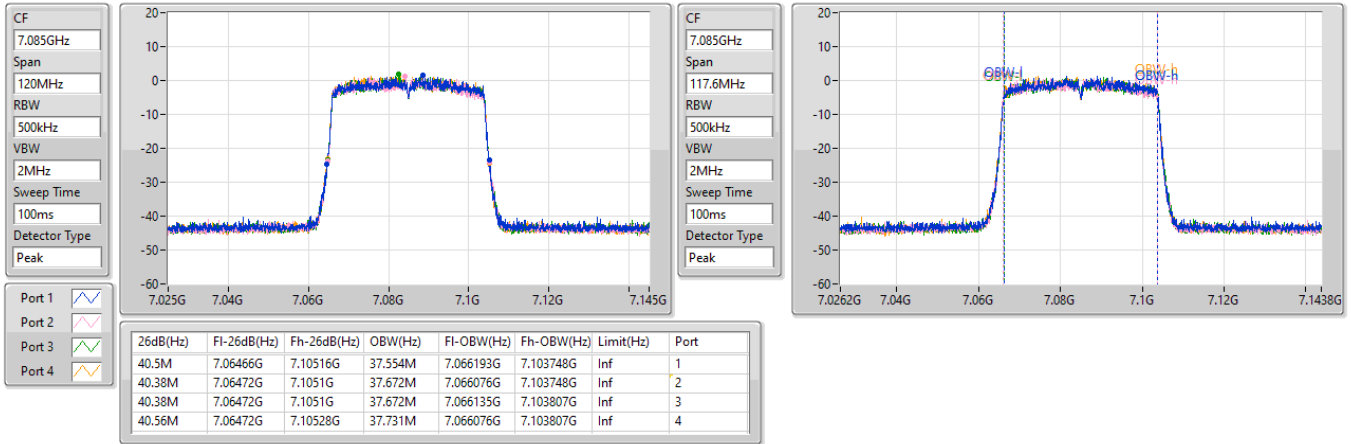 CF
7.085GHz
Span
120MHz
RBW
500kHz
VBW
2MHz
Sweep Time
100ms
Detector Type
Peak
20
10
0
-10
-20
-30
-40
-50
-60
7.025G 7.04G 7.06G 7.08G 7.1G 7.12G 7.145G
CF
7.085GHz
Span
117.6MHz
RBW
500kHz
VBW
2MHz
Sweep Time
100ms
Detector Type
Peak
20
10
0
-10
-20
-30
-40
-50
-60
OBW-l OBW-h
OBW-h
7.0262G 7.04G 7.06G 7.08G 7.1G 7.12G 7.1438G
Port 1
Port 2
Port 3
Port 4
26dB(Hz) Fl-26dB(Hz) Fh-26dB(Hz) OBW(Hz) Fl-OBW(Hz) Fh-OBW(Hz) Limit(Hz) Port
40.5M 7.06466G 7.10516G 37.554M 7.066193G 7.103748G Inf 1
40.38M 7.06472G 7.1051G 37.672M 7.066076G 7.103748G Inf 2
40.38M 7.06472G 7.1051G 37.672M 7.066135G 7.103807G Inf 3
40.56M 7.06472G 7.10528G 37.731M 7.066076G 7.103807G Inf 4